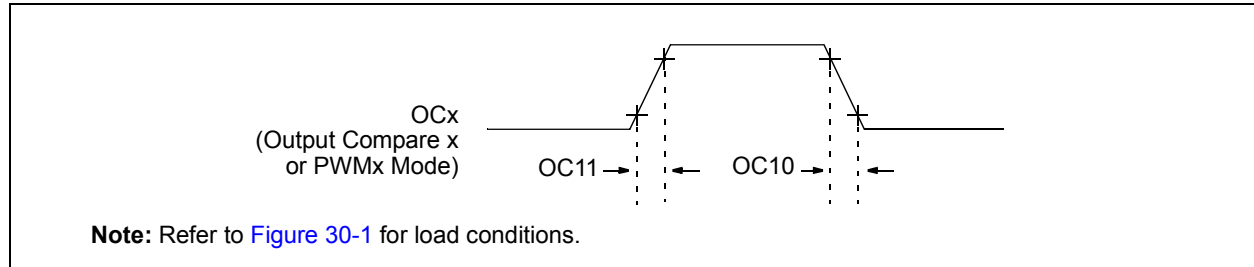 OCx
(Output Compare x
or PWMx Mode)
OC11
OC10
Note: Refer to Figure 30-1 for load conditions.